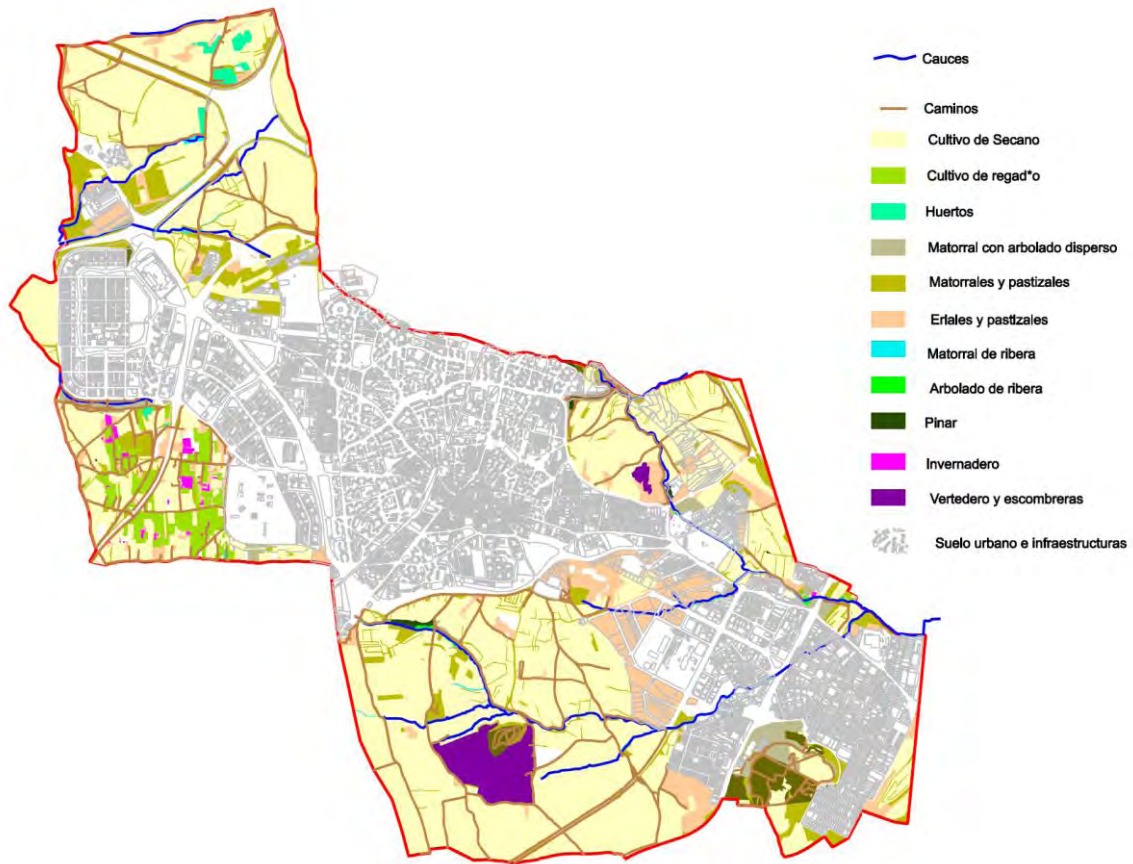 Cauces
Caminos
Cultivo de Secano
Cultivo de regad*o
Huertos
Matorral con arbolado disperso
Matorrales y pastizales
Eriales y pastizales
Matorral de ribera
Arbolado de ribera
Pinar
Invernadero
Vertedero y escombreras
Suelo urbano e infraestructuras